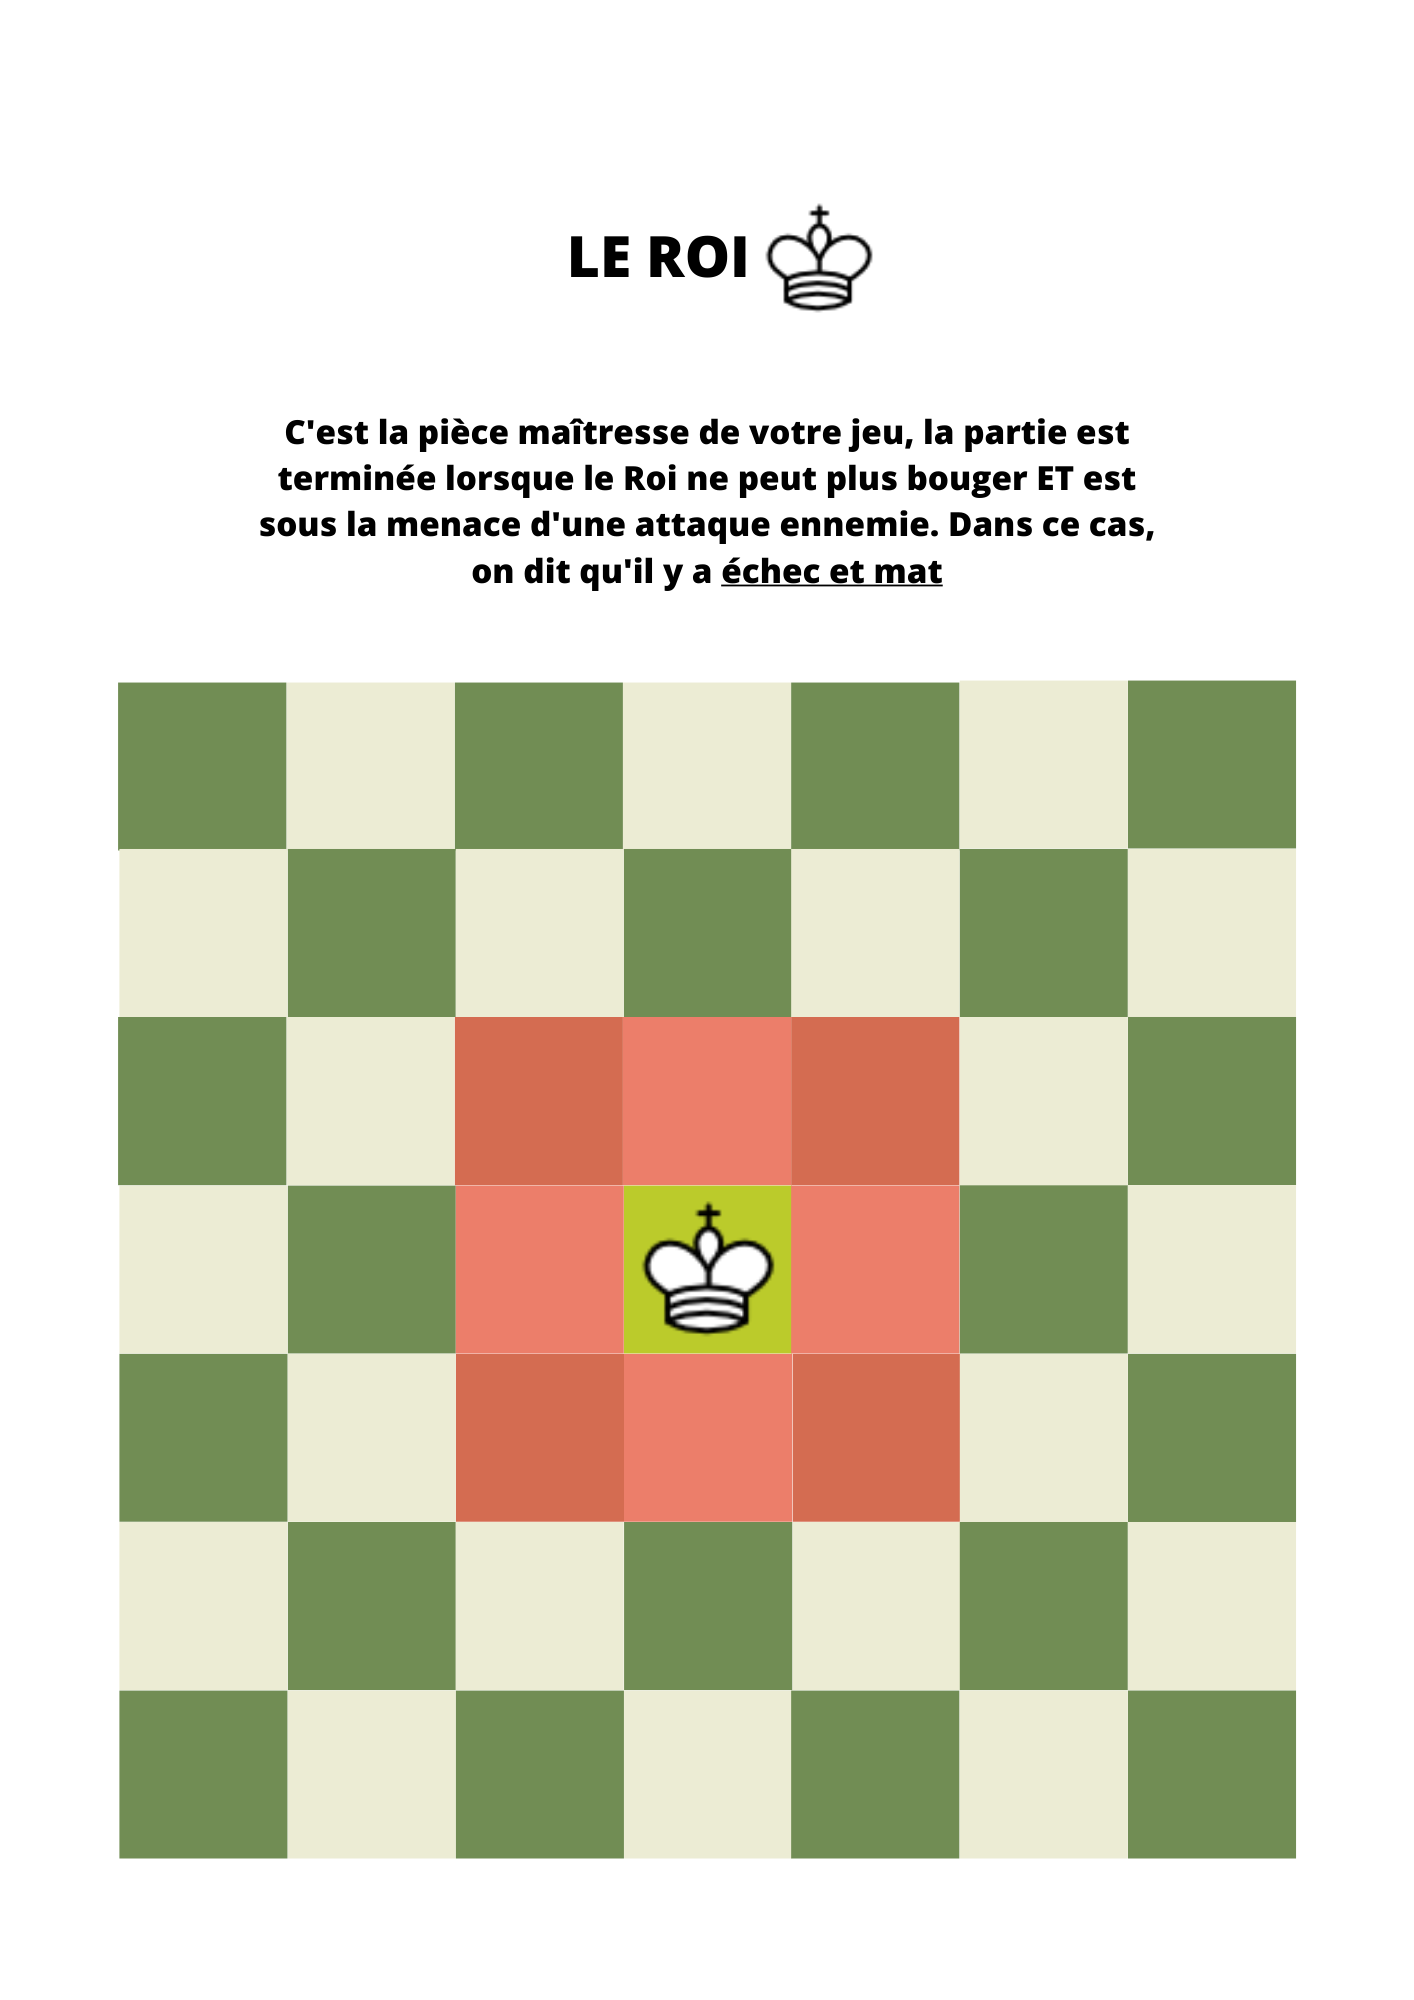 LE ROI
C'est la pièce maîtresse de votre jeu, la partie est
terminée lorsque le Roi ne peut plus bouger ET est
sous la menace d'une attaque ennemie. Dans ce cas,
on dit qu'il y a échec et mat